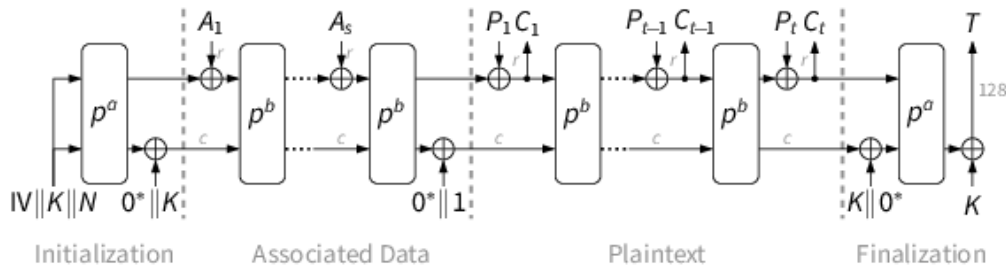 A₁ Aₛ P₁ C₁ Pₜ₋₁ Cₜ₋₁ Pₜ Cₜ T
r r r r r
128
pᵃ pᵇ pᵇ pᵇ pᵇ pᵃ
c c c c c
IV‖K‖N 0*‖K 0*‖1 K‖0* K
Initialization Associated Data Plaintext Finalization